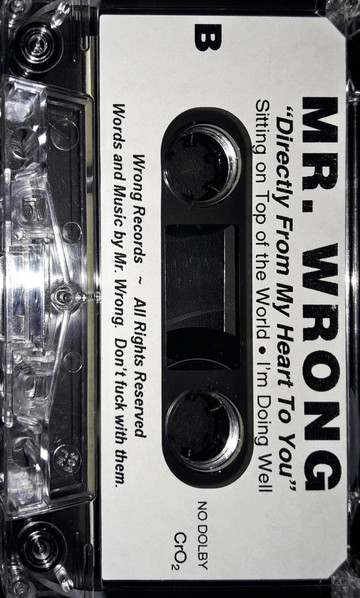 MR. WRONG
“Directly From My Heart To You”
Sitting on Top of the World • I'm Doing Well
B
NO DOLBY
CrO2
Wrong Records ~ All Rights Reserved
Words and Music by Mr. Wrong. Don't fuck with them.